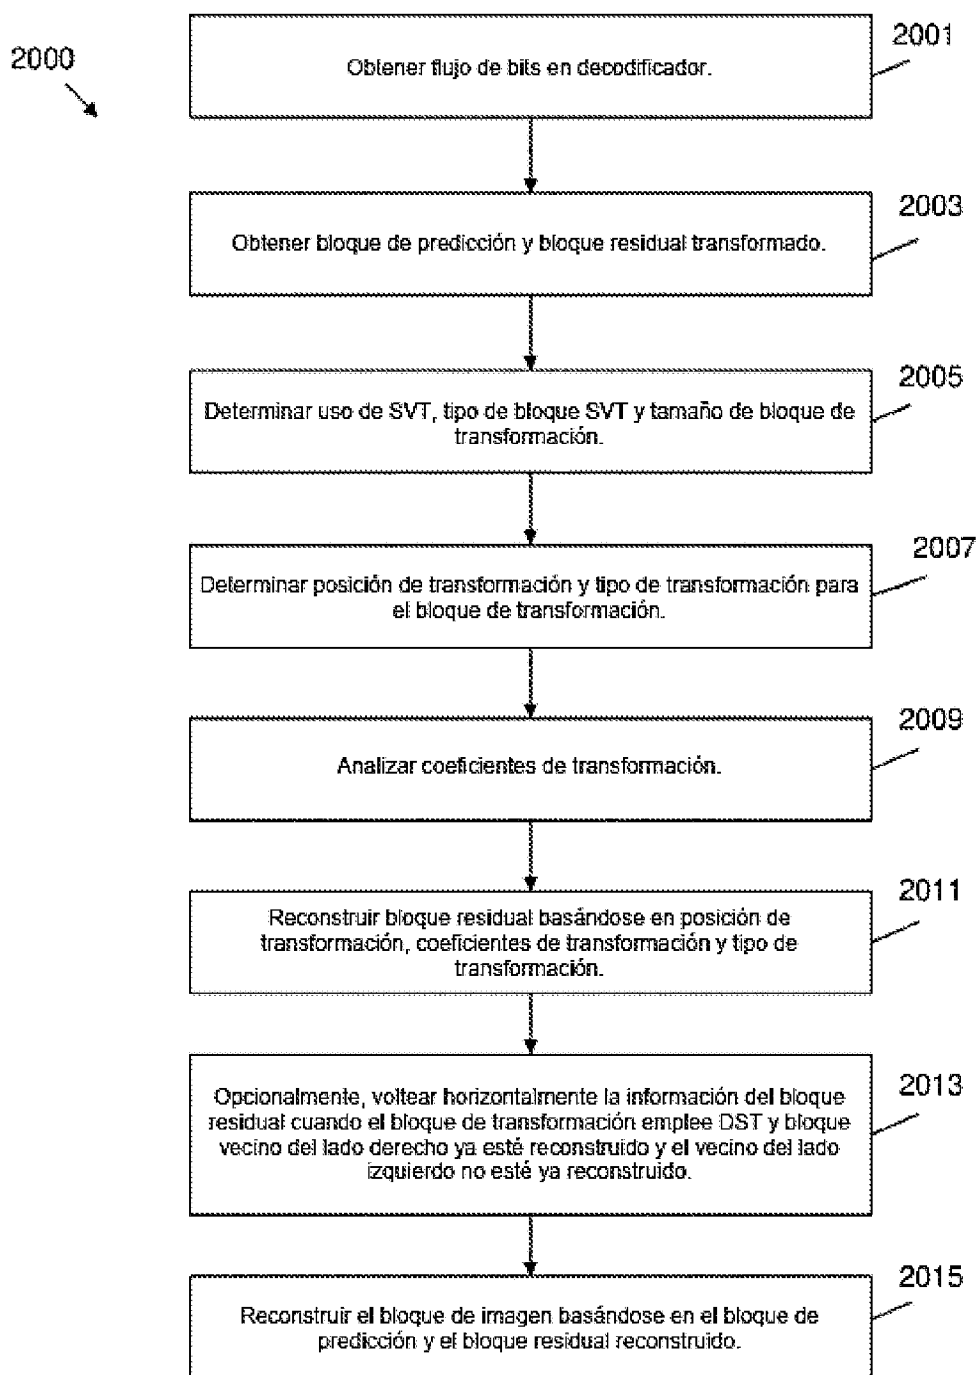 2000
2001
Obtener flujo de bits en decodificador.
2003
Obtener bloque de predicción y bloque residual transformado.
2005
Determinar uso de SVT, tipo de bloque SVT y tamaño de bloque de
transformación.
2007
Determinar posición de transformación y tipo de transformación para
el bloque de transformación.
2009
Analizar coeficientes de transformación.
2011
Reconstruir bloque residual basándose en posición de
transformación, coeficientes de transformación y tipo de
transformación.
2013
Opcionalmente, voltear horizontalmente la información del bloque
residual cuando el bloque de transformación emplee DST y bloque
vecino del lado derecho ya esté reconstruido y el vecino del lado
izquierdo no esté ya reconstruido.
2015
Reconstruir el bloque de imagen basándose en el bloque de
predicción y el bloque residual reconstruido.